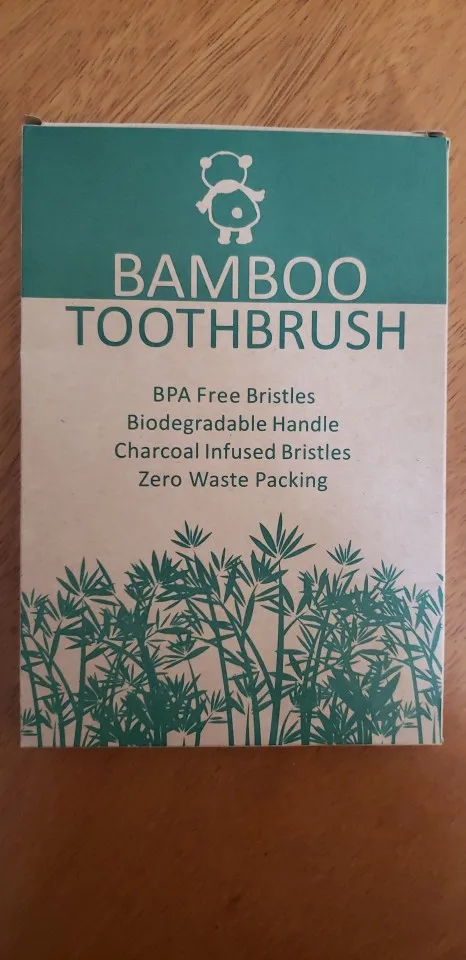 BAMBOO
TOOTHBRUSH
BPA Free Bristles
Biodegradable Handle
Charcoal Infused Bristles
Zero Waste Packing